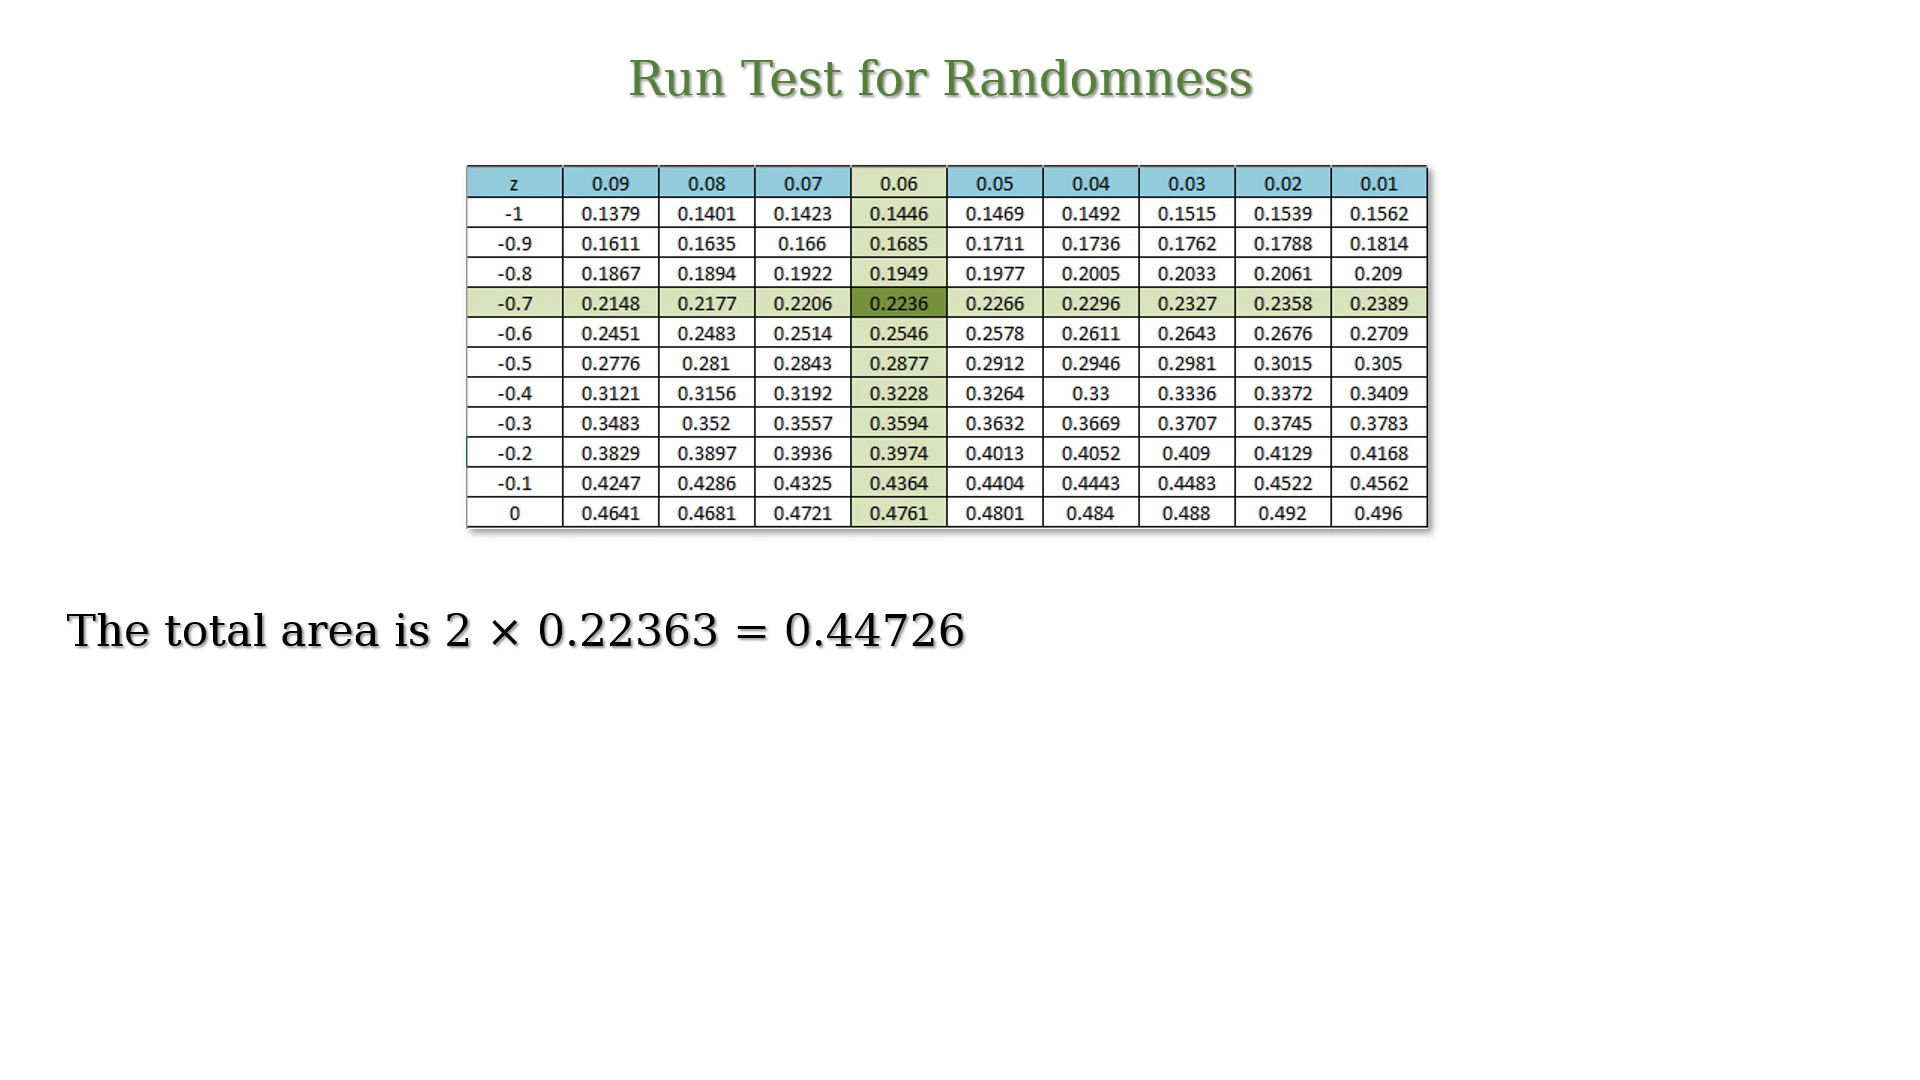 Run Test for Randomness
z 0.09 0.08 0.07 0.06 0.05 0.04 0.03 0.02 0.01
-1 0.1379 0.1401 0.1423 0.1446 0.1469 0.1492 0.1515 0.1539 0.1562
-0.9 0.1611 0.1635 0.166 0.1685 0.1711 0.1736 0.1762 0.1788 0.1814
-0.8 0.1867 0.1894 0.1922 0.1949 0.1977 0.2005 0.2033 0.2061 0.209
-0.7 0.2148 0.2177 0.2206 0.2236 0.2266 0.2296 0.2327 0.2358 0.2389
-0.6 0.2451 0.2483 0.2514 0.2546 0.2578 0.2611 0.2643 0.2676 0.2709
-0.5 0.2776 0.281 0.2843 0.2877 0.2912 0.2946 0.2981 0.3015 0.305
-0.4 0.3121 0.3156 0.3192 0.3228 0.3264 0.33 0.3336 0.3372 0.3409
-0.3 0.3483 0.352 0.3557 0.3594 0.3632 0.3669 0.3707 0.3745 0.3783
-0.2 0.3829 0.3897 0.3936 0.3974 0.4013 0.4052 0.409 0.4129 0.4168
-0.1 0.4247 0.4286 0.4325 0.4364 0.4404 0.4443 0.4483 0.4522 0.4562
0 0.4641 0.4681 0.4721 0.4761 0.4801 0.484 0.488 0.492 0.496
The total area is 2 × 0.22363 = 0.44726